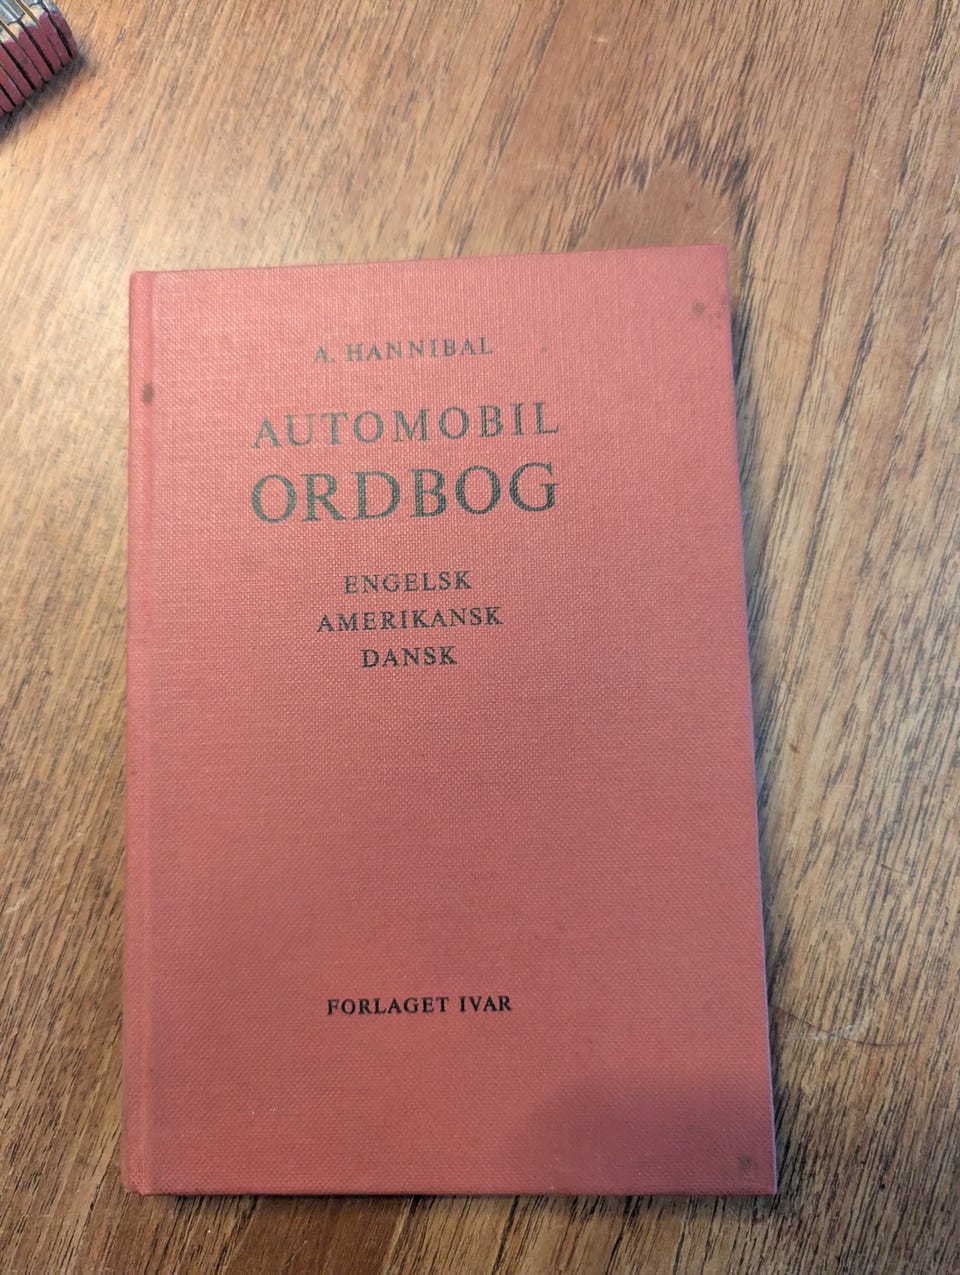 A. HANNIBAL
AUTOMOBIL
ORDBOG
ENGELSK
AMERIKANSK
DANSK
FORLAGET IVAR